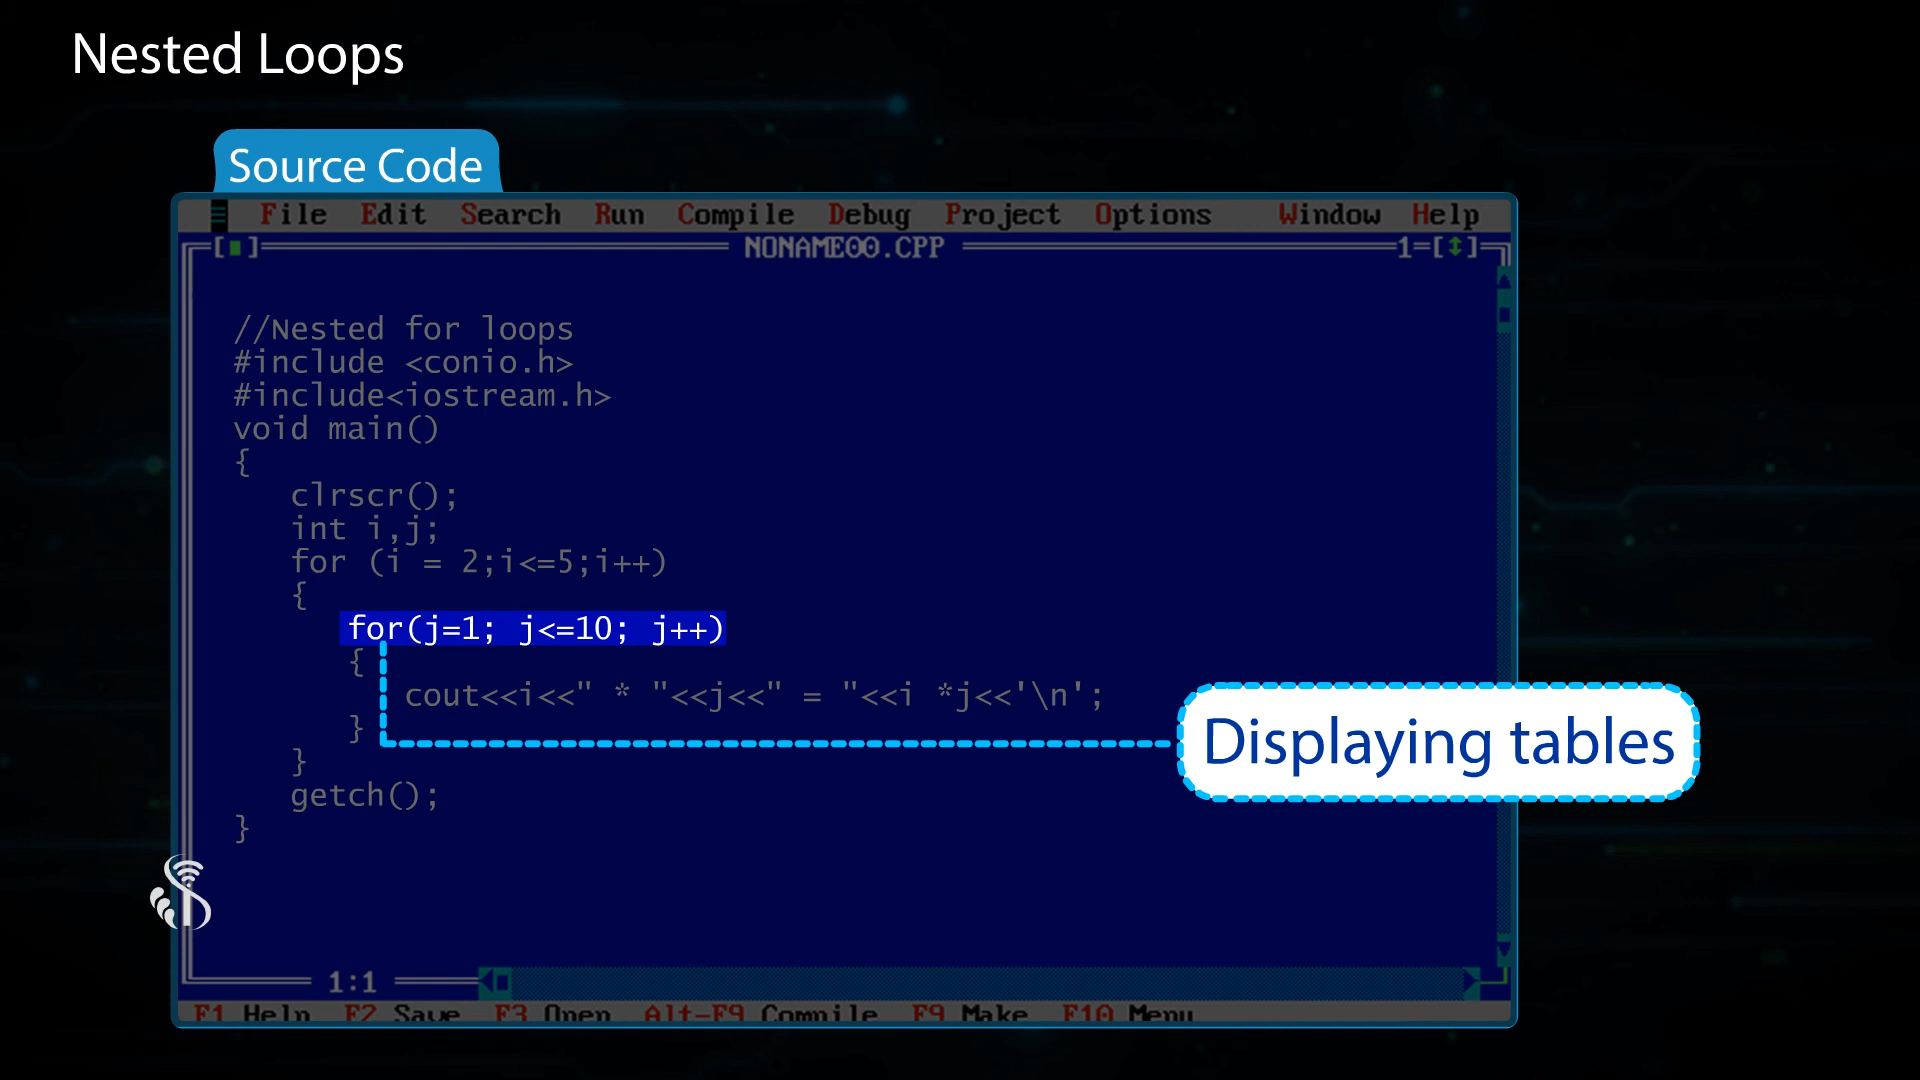 Nested Loops
Source Code
File Edit Search Run Compile Debug Project Options Window Help
[■] NONAME00.CPP 1=[↕]
//Nested for loops
#include <conio.h>
#include<iostream.h>
void main()
{
clrscr();
int i,j;
for (i = 2;i<=5;i++)
{
for(j=1; j<=10; j++)
{
cout<<i<<" * "<<j<<" = "<<i *j<<'\n';
}
Displaying tables
}
getch();
}
1:1
F1 Help F2 Save F3 Open Alt-F9 Compile F9 Make F10 Menu